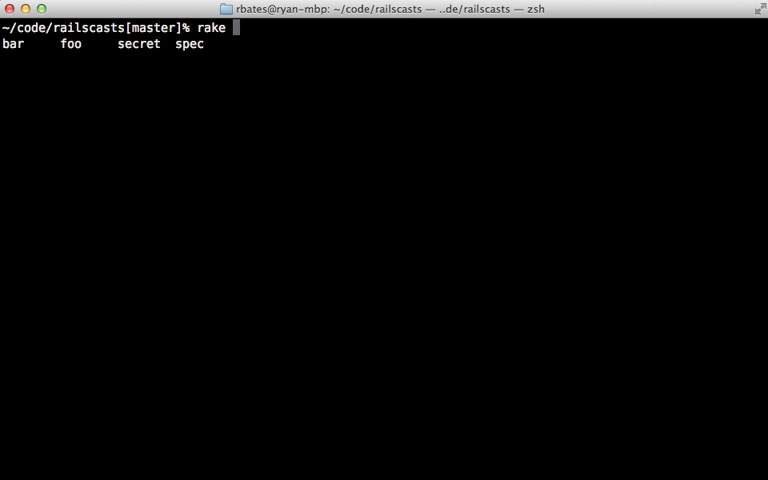 rbates@ryan-mbp: ~/code/railscasts — ..de/railscasts — zsh
~/code/railscasts[master]% rake
bar foo secret spec